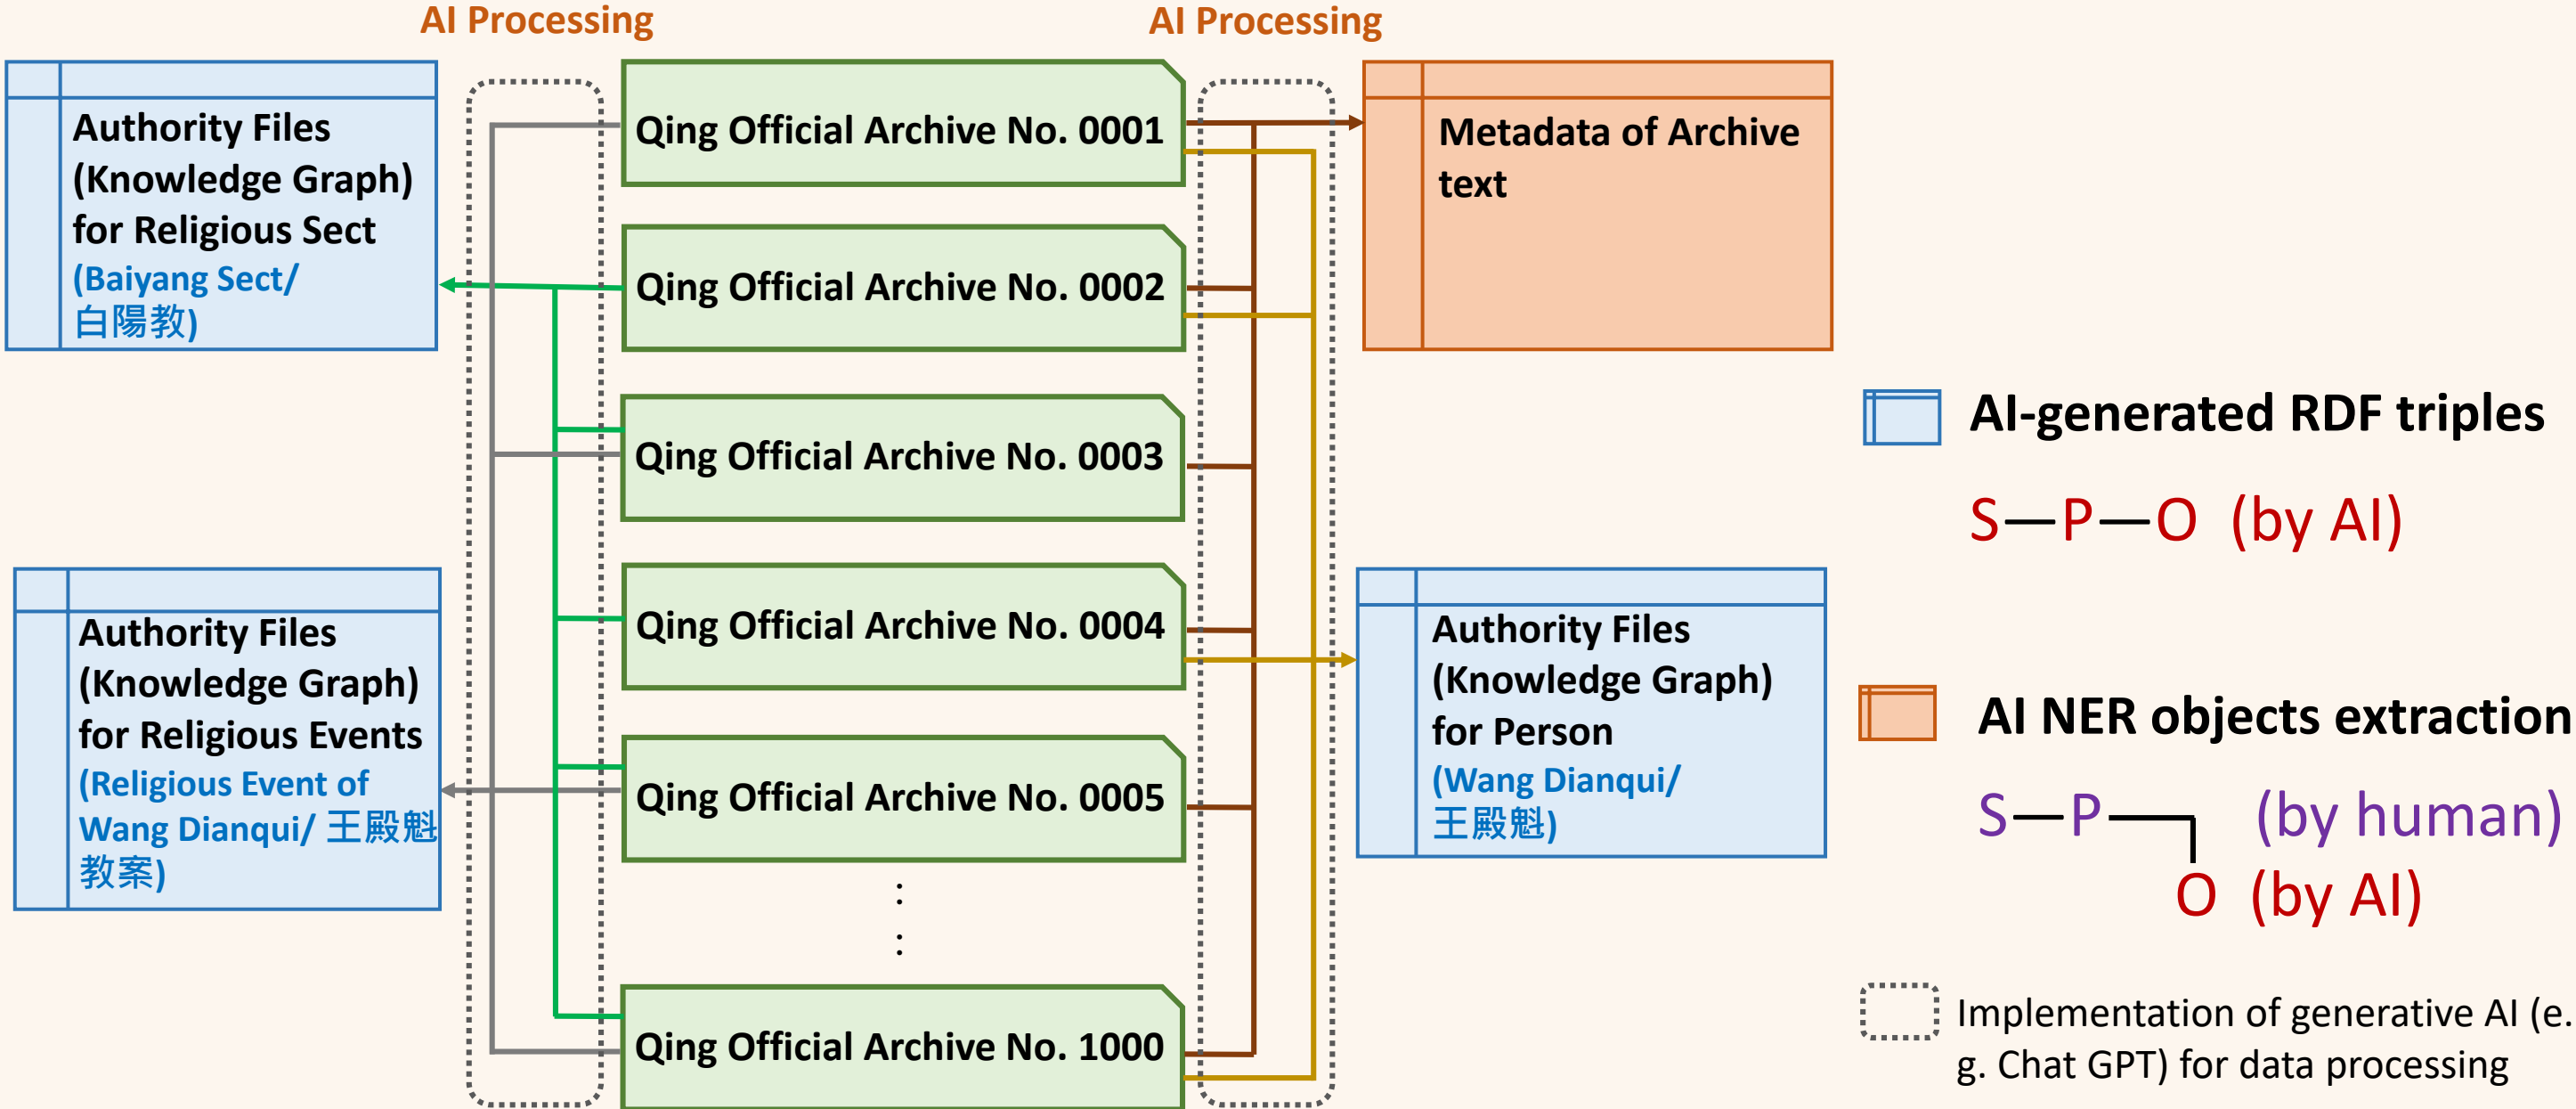 AI Processing
AI Processing
Authority Files
(Knowledge Graph)
for Religious Sect
(Baiyang Sect/
白陽教)
Authority Files
(Knowledge Graph)
for Religious Events
(Religious Event of
Wang Dianqui/ 王殿魁
教案)
Qing Official Archive No. 0001
Qing Official Archive No. 0002
Qing Official Archive No. 0003
Qing Official Archive No. 0004
Qing Official Archive No. 0005
:
:
Qing Official Archive No. 1000
Metadata of Archive
text
Authority Files
(Knowledge Graph)
for Person
(Wang Dianqui/
王殿魁)
AI-generated RDF triples
S—P—O (by AI)
AI NER objects extraction
S—P (by human)
O (by AI)
Implementation of generative AI (e.
g. Chat GPT) for data processing